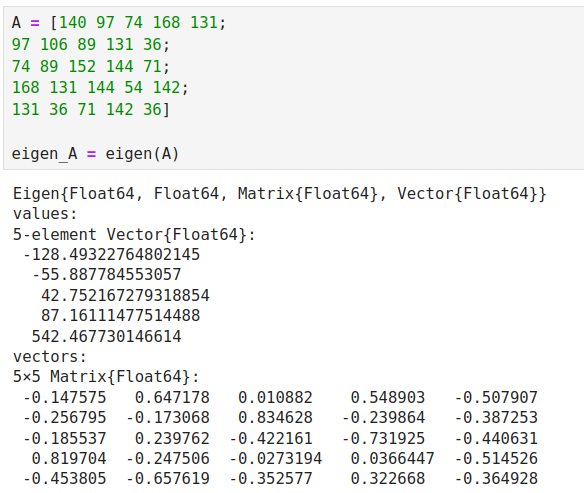 A = [140 97 74 168 131;
97 106 89 131 36;
74 89 152 144 71;
168 131 144 54 142;
131 36 71 142 36]
eigen_A = eigen(A)
Eigen{Float64, Float64, Matrix{Float64}, Vector{Float64}}
values:
5-element Vector{Float64}:
-128.49322764802145
-55.887784553057
42.752167279318854
87.16111477514488
542.467730146614
vectors:
5×5 Matrix{Float64}:
-0.147575 0.647178 0.010882 0.548903 -0.507907
-0.256795 -0.173068 0.834628 -0.239864 -0.387253
-0.185537 0.239762 -0.422161 -0.731925 -0.440631
0.819704 -0.247506 -0.0273194 0.0366447 -0.514526
-0.453805 -0.657619 -0.352577 0.322668 -0.364928